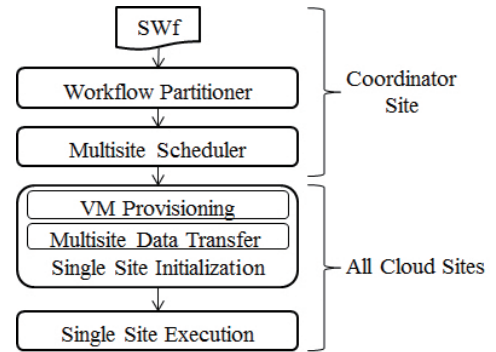 SWf
Workflow Partitioner
Coordinator
Site
Multisite Scheduler
VM Provisioning
Multisite Data Transfer
Single Site Initialization
All Cloud Sites
Single Site Execution